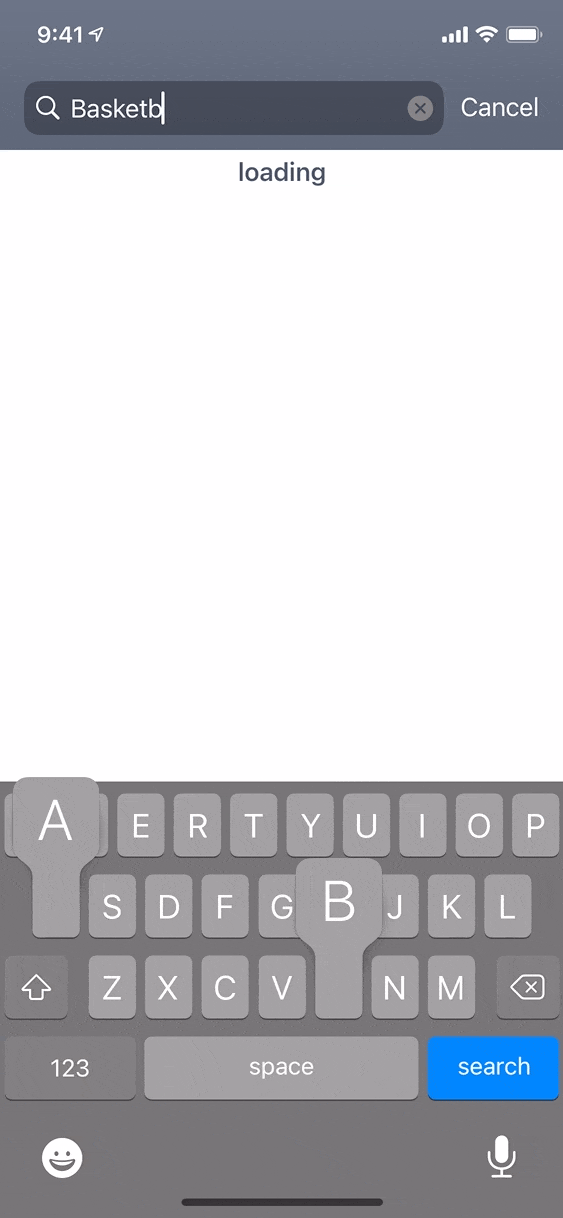 9:41
Basketb Cancel
loading
A E R T Y U I O P
S D F G B J K L
Z X C V N M
123 space search